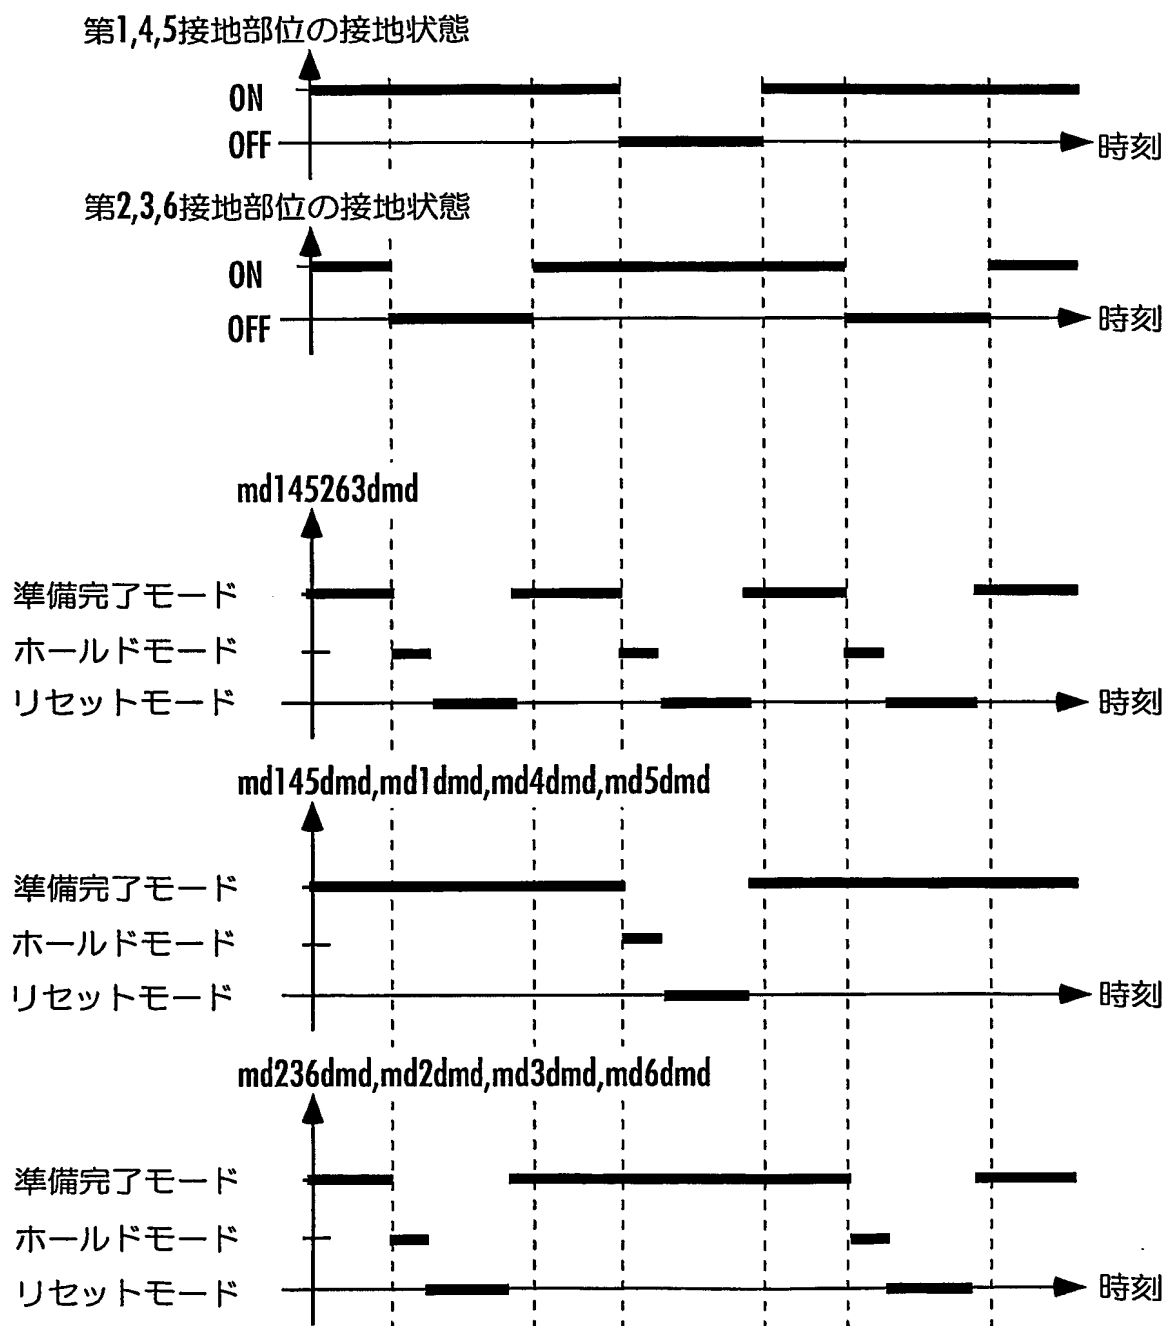 第1,4,5接地部位の接地状態
ON
OFF
時刻
第2,3,6接地部位の接地状態
ON
OFF
時刻
md145263dmd
準備完了モード
ホールドモード
リセットモード
時刻
md145dmd,md1dmd,md4dmd,md5dmd
準備完了モード
ホールドモード
リセットモード
時刻
md236dmd,md2dmd,md3dmd,md6dmd
準備完了モード
ホールドモード
リセットモード
時刻